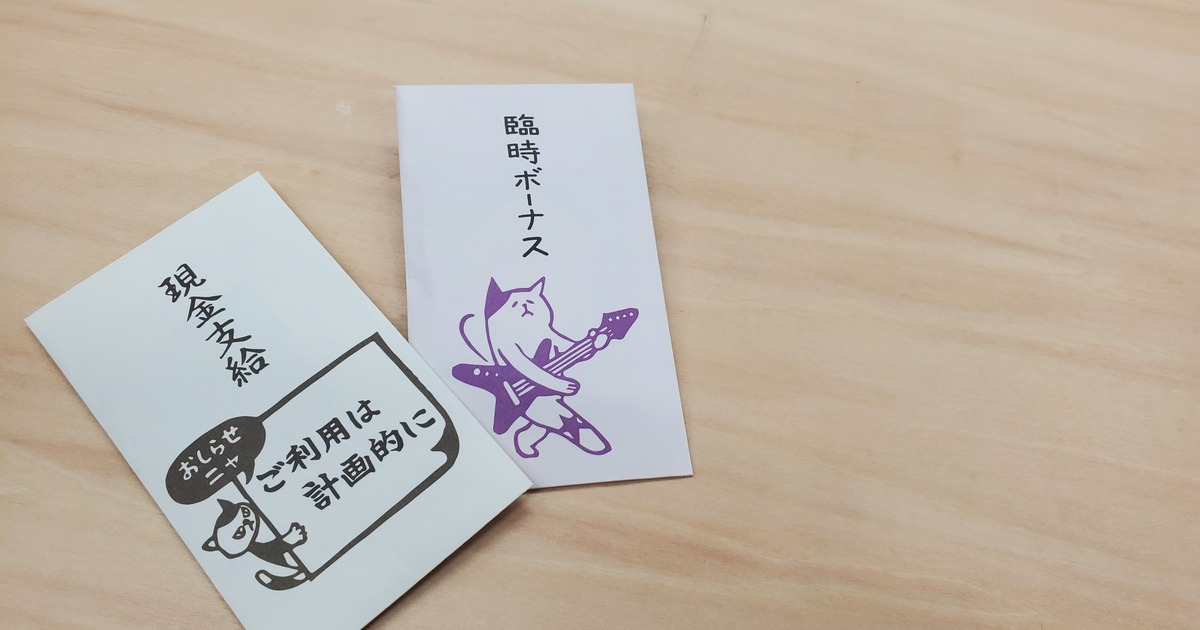 臨時ボーナス
現金支給
おしらせ
ニャ
ご利用は
計画的に